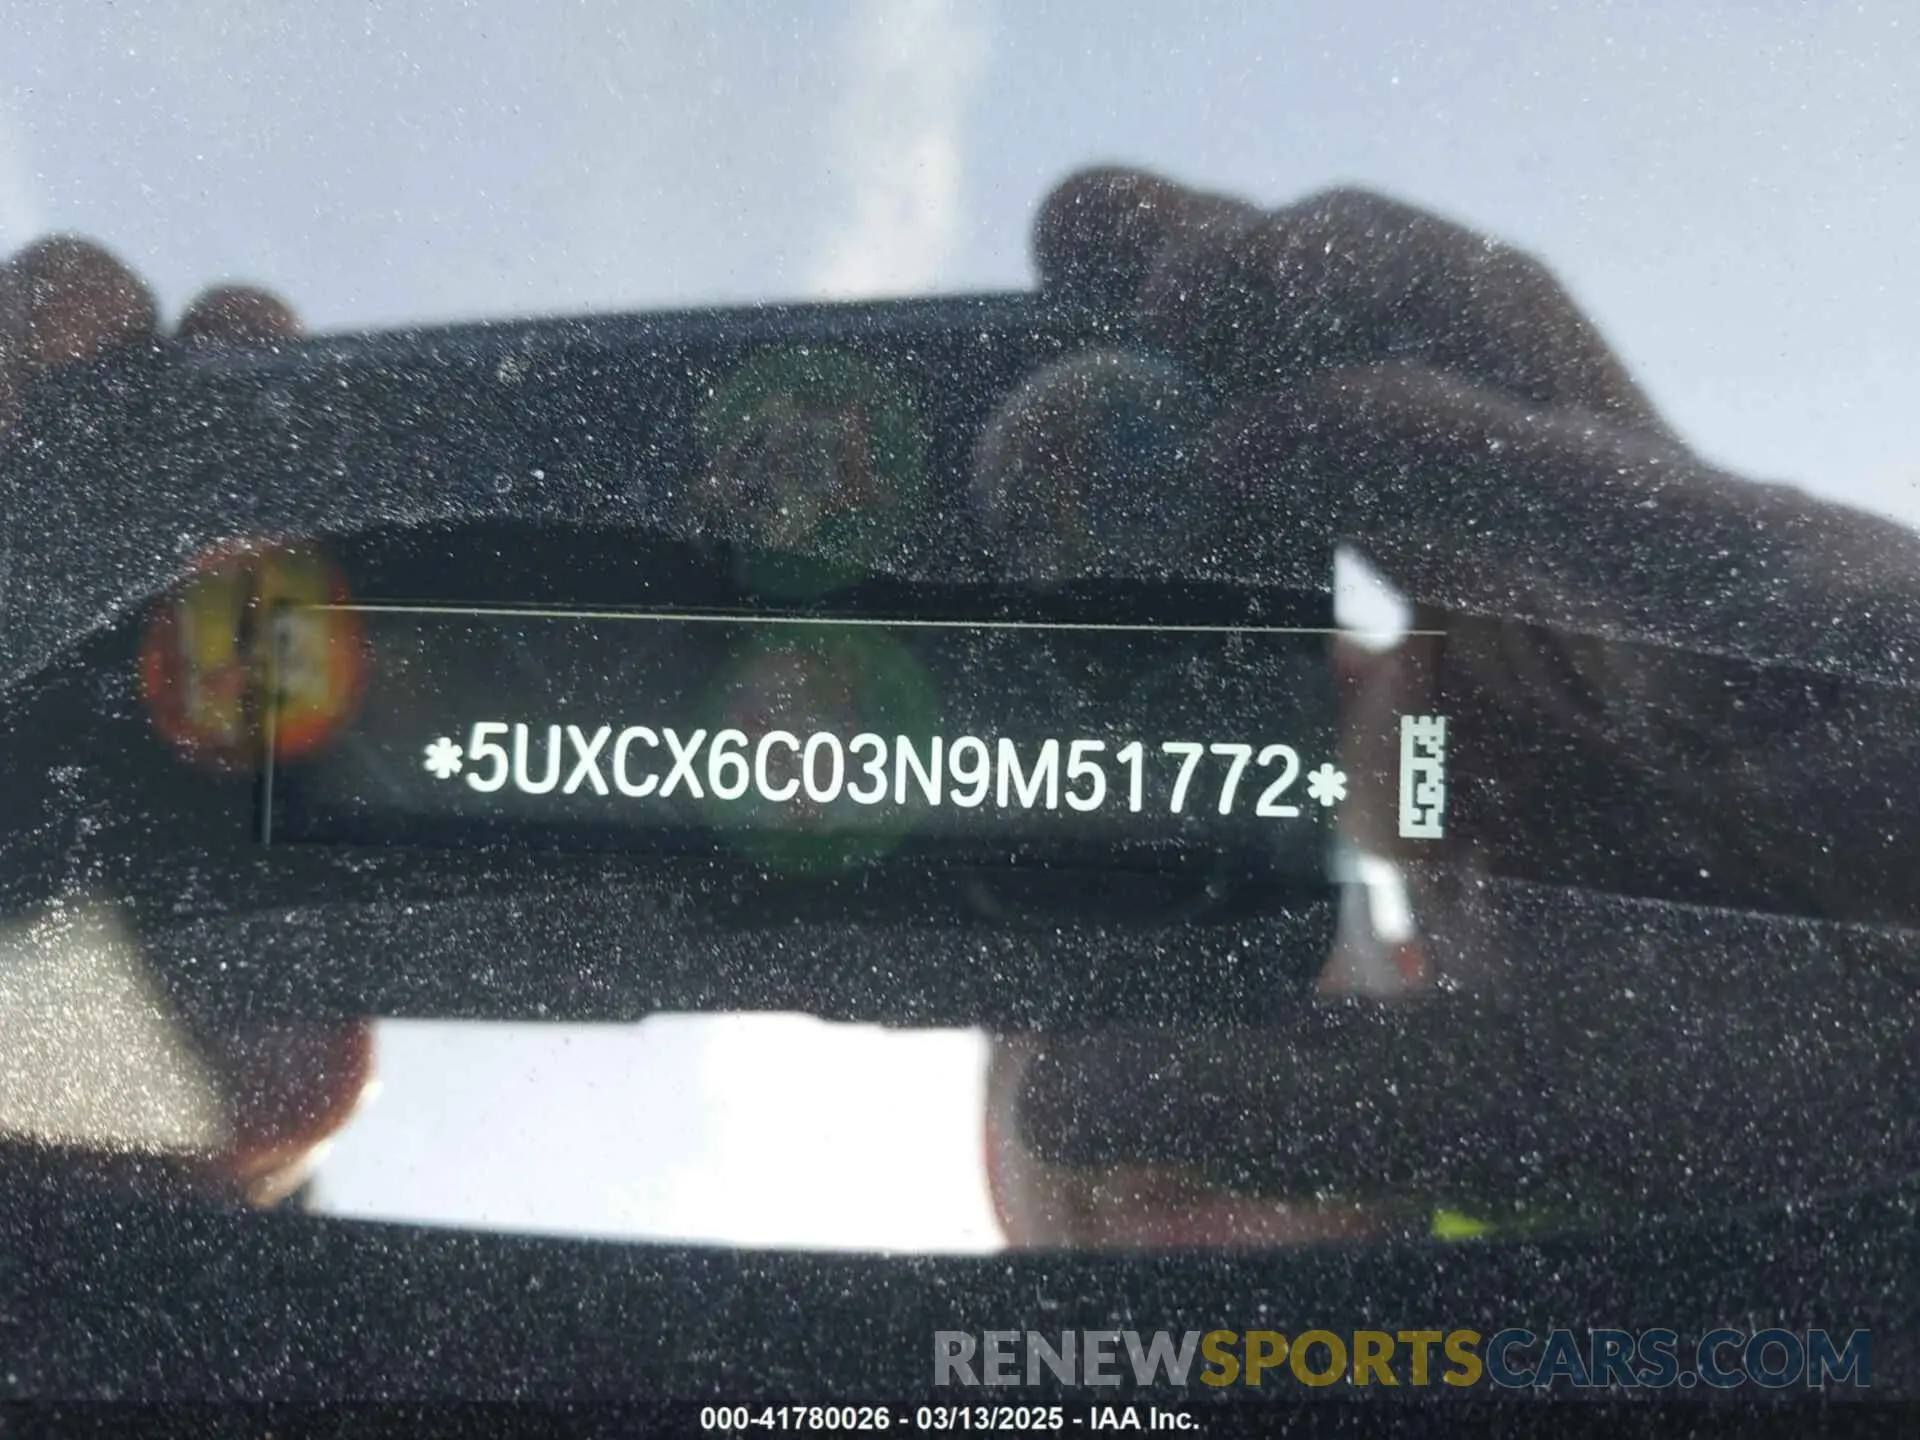 *5UXCX6C03N9M51772*
RENEWSPORTSCARS.COM
000-41780026 - 03/13/2025 - IAA Inc.